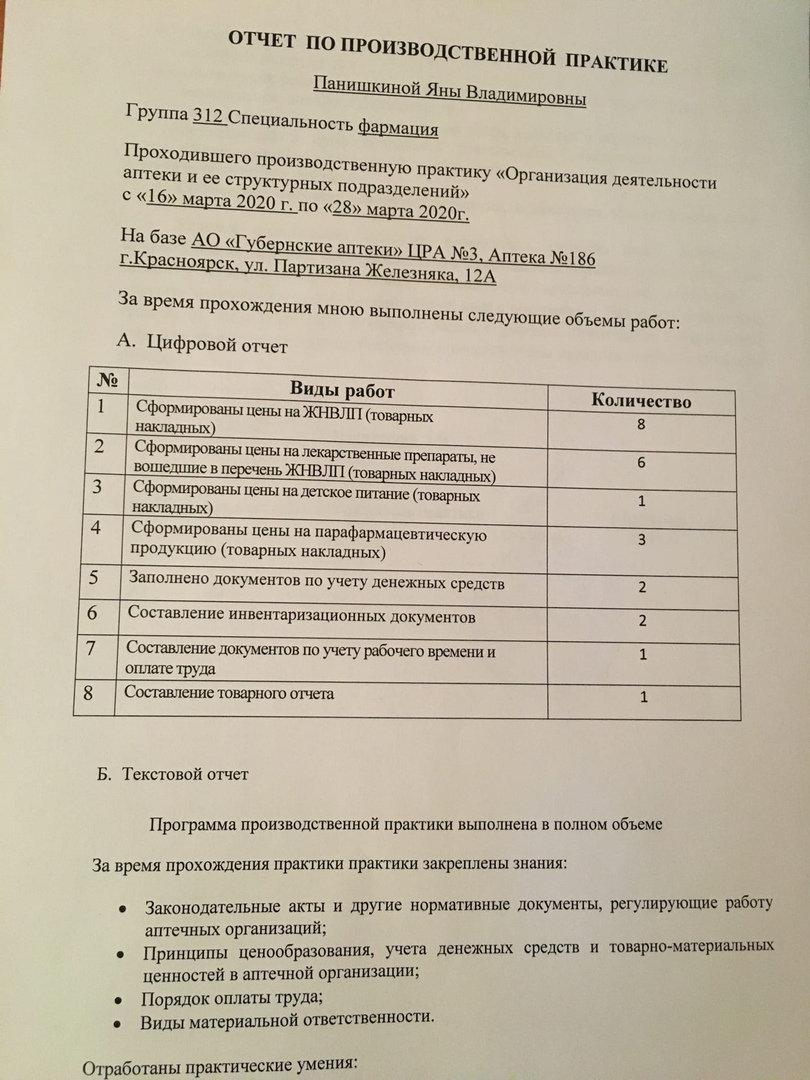 ОТЧЕТ ПО ПРОИЗВОДСТВЕННОЙ ПРАКТИКЕ
Панишкиной Яны Владимировны
Группа 312 Специальность фармация
Проходившего производственную практику «Организация деятельности
аптеки и ее структурных подразделений»
с «16» марта 2020 г. по «28» марта 2020г.
На базе АО «Губернские аптеки» ЦРА №3, Аптека №186
г.Красноярск, ул. Партизана Железняка, 12А
За время прохождения мною выполнены следующие объемы работ:
А. Цифровой отчет
№ Виды работ Количество
1 Сформированы цены на ЖНВЛП (товарных 8
накладных)
2 Сформированы цены на лекарственные препараты, не 6
вошедшие в перечень ЖНВЛП (товарных накладных)
3 Сформированы цены на детское питание (товарных 1
накладных)
4 Сформированы цены на парафармацевтическую 3
продукцию (товарных накладных)
5 Заполнено документов по учету денежных средств 2
6 Составление инвентаризационных документов 2
7 Составление документов по учету рабочего времени и 1
оплате труда
8 Составление товарного отчета 1
Б. Текстовой отчет
Программа производственной практики выполнена в полном объеме
За время прохождения практики практики закреплены знания:
• Законодательные акты и другие нормативные документы, регулирующие работу
аптечных организаций;
• Принципы ценообразования, учета денежных средств и товарно-материальных
ценностей в аптечной организации;
• Порядок оплаты труда;
• Виды материальной ответственности.
Отработаны практические умения: